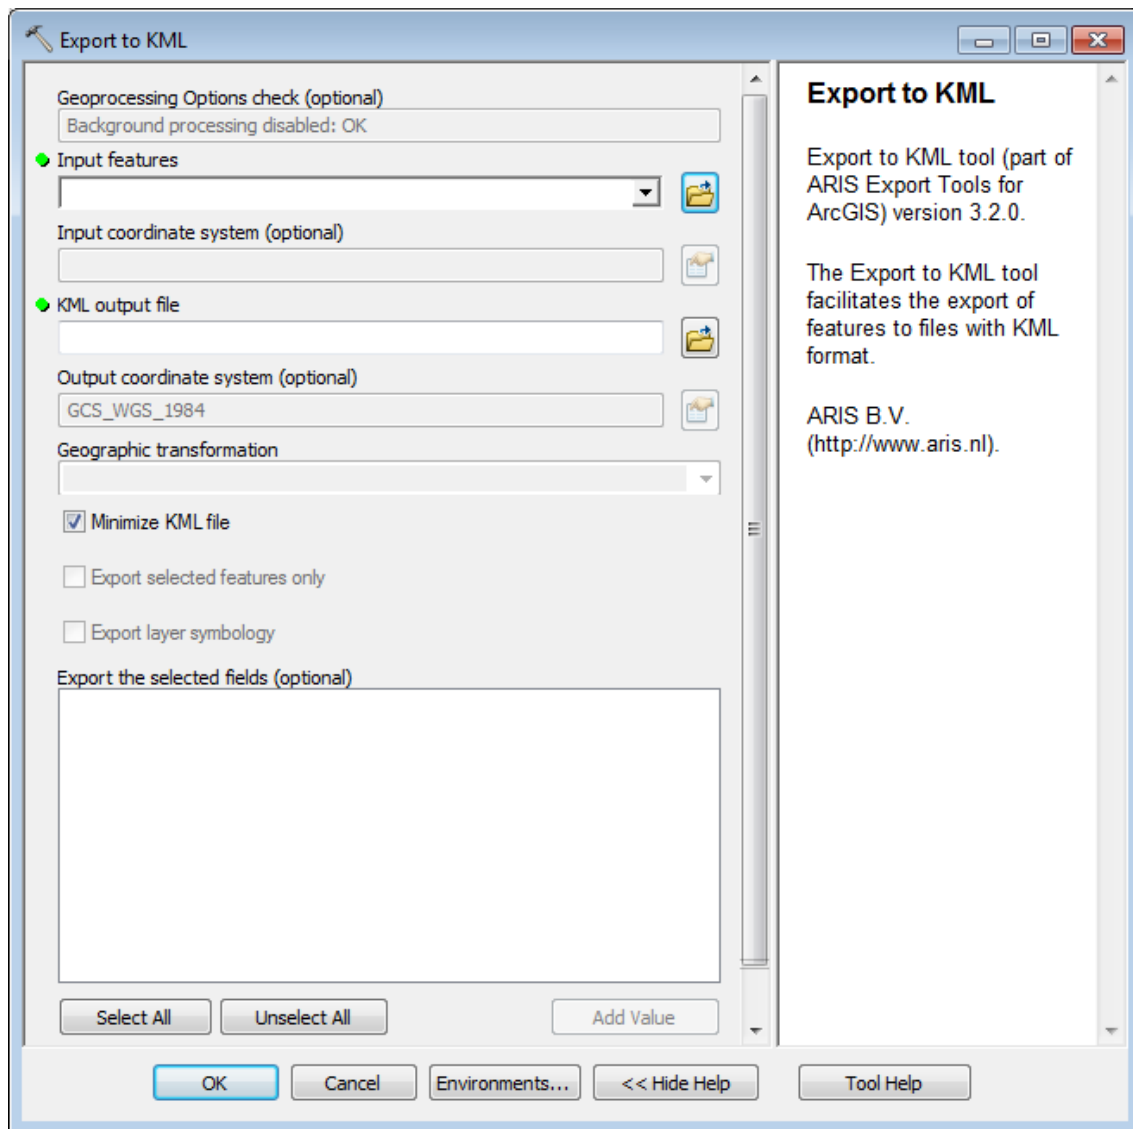 Export to KML
Geoprocessing Options check (optional)
Background processing disabled: OK
Input features
Input coordinate system (optional)
KML output file
Output coordinate system (optional)
GCS_WGS_1984
Geographic transformation
Minimize KML file
Export selected features only
Export layer symbology
Export the selected fields (optional)
Select All
Unselect All
Add Value
Export to KML
Export to KML tool (part of
ARIS Export Tools for
ArcGIS) version 3.2.0.
The Export to KML tool
facilitates the export of
features to files with KML
format.
ARIS B.V.
(http://www.aris.nl).
OK
Cancel
Environments...
<< Hide Help
Tool Help